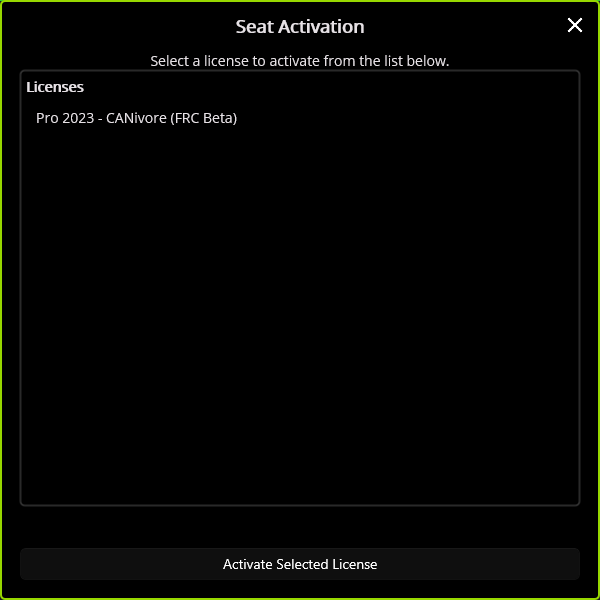 Seat Activation
Select a license to activate from the list below.
Licenses
Pro 2023 - CANivore (FRC Beta)
Activate Selected License